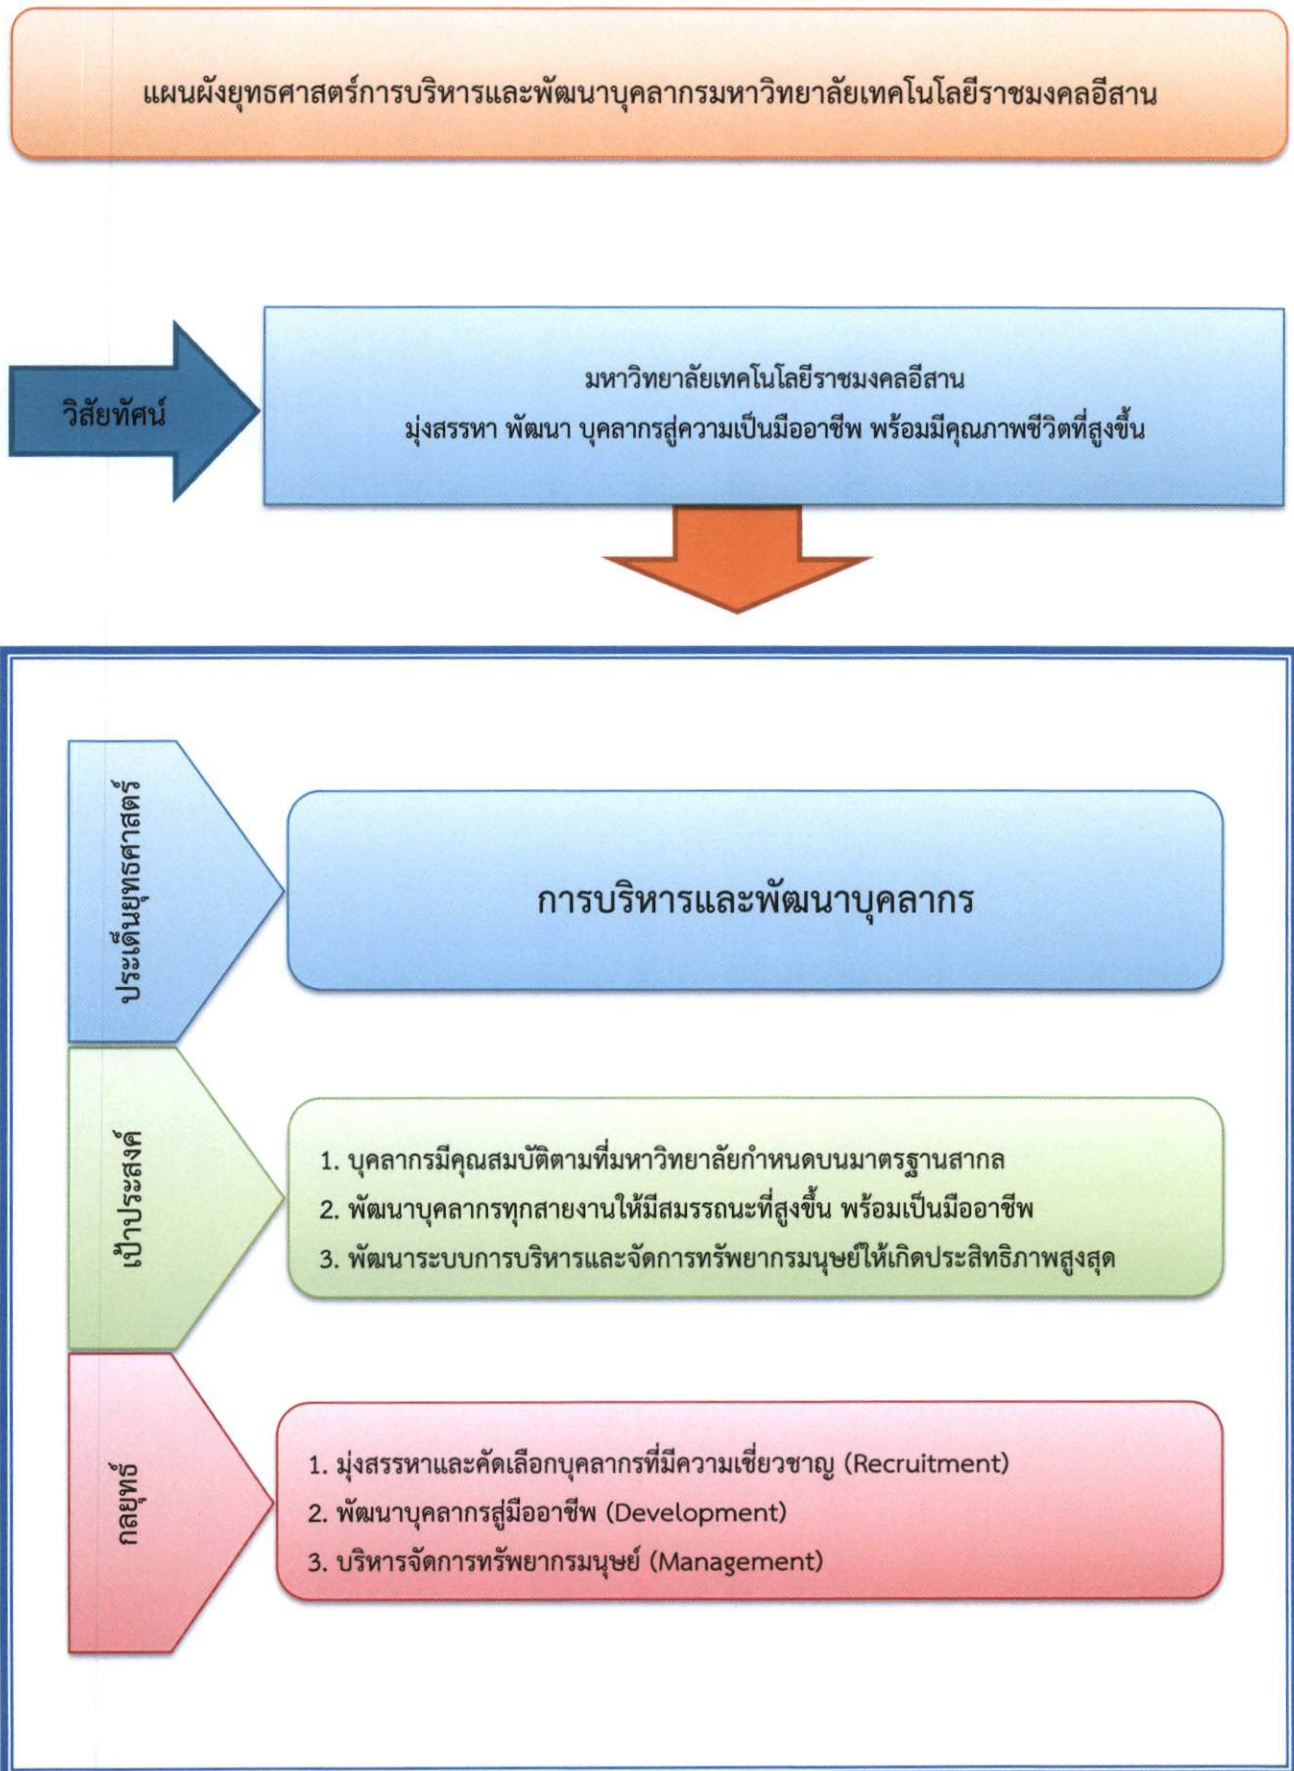 แผนผังยุทธศาสตร์การบริหารและพัฒนาบุคลากรมหาวิทยาลัยเทคโนโลยีราชมงคลอีสาน
วิสัยทัศน์
มหาวิทยาลัยเทคโนโลยีราชมงคลอีสาน
มุ่งสรรหา พัฒนา บุคลากรสู่ความเป็นมืออาชีพ พร้อมมีคุณภาพชีวิตที่สูงขึ้น
ประเด็นยุทธศาสตร์
การบริหารและพัฒนาบุคลากร
เป้าประสงค์
1. บุคลากรมีคุณสมบัติตามที่มหาวิทยาลัยกำหนดบนมาตรฐานสากล
2. พัฒนาบุคลากรทุกสายงานให้มีสมรรถนะที่สูงขึ้น พร้อมเป็นมืออาชีพ
3. พัฒนาระบบการบริหารและจัดการทรัพยากรมนุษย์ให้เกิดประสิทธิภาพสูงสุด
กลยุทธ์
1. มุ่งสรรหาและคัดเลือกบุคลากรที่มีความเชี่ยวชาญ (Recruitment)
2. พัฒนาบุคลากรสู่มืออาชีพ (Development)
3. บริหารจัดการทรัพยากรมนุษย์ (Management)